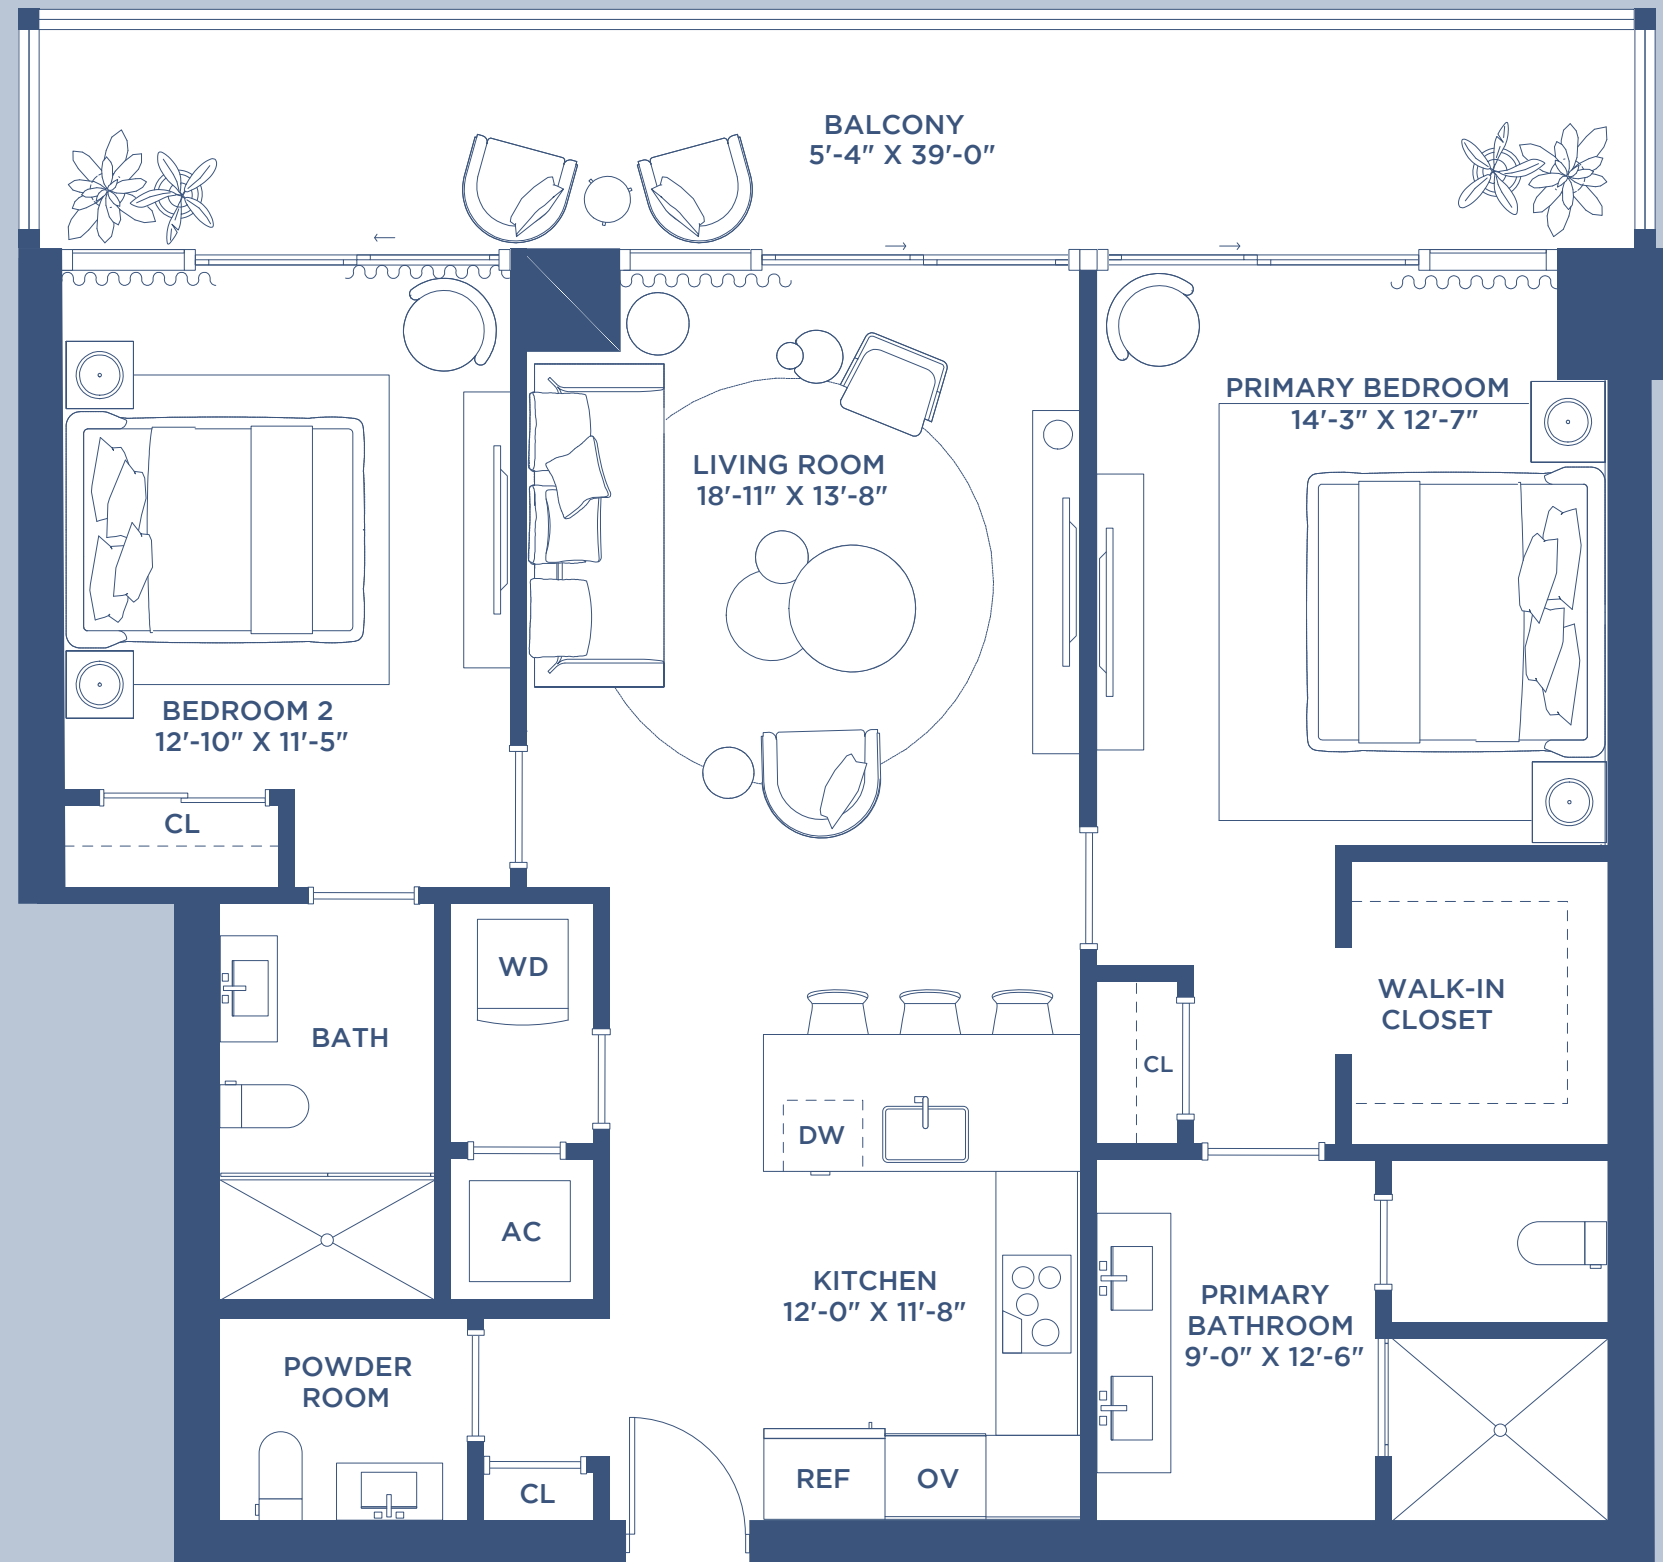 BALCONY
5'-4" X 39'-0"
PRIMARY BEDROOM
14'-3" X 12'-7"
LIVING ROOM
18'-11" X 13'-8"
BEDROOM 2
12'-10" X 11'-5"
CL
WD
WALK-IN
CLOSET
BATH
CL
DW
AC
KITCHEN
12'-0" X 11'-8"
PRIMARY
BATHROOM
9'-0" X 12'-6"
POWDER
ROOM
REF
OV
CL